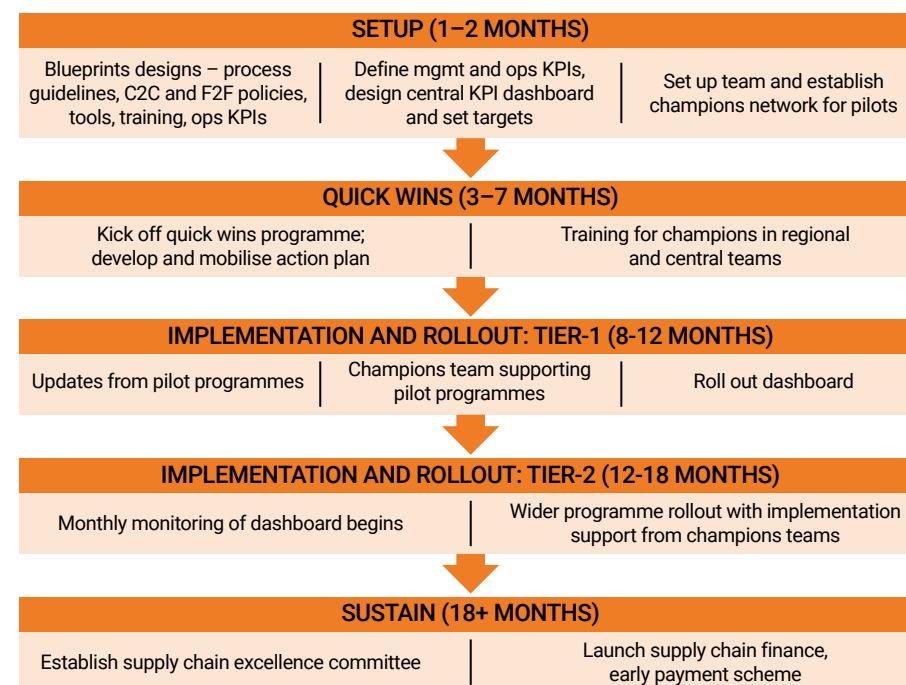 SETUP (1–2 MONTHS)
Blueprints designs – process
guidelines, C2C and F2F policies,
tools, training, ops KPIs
Define mgmt and ops KPIs,
design central KPI dashboard
and set targets
Set up team and establish
champions network for pilots
QUICK WINS (3–7 MONTHS)
Kick off quick wins programme;
develop and mobilise action plan
Training for champions in regional
and central teams
IMPLEMENTATION AND ROLLOUT: TIER-1 (8-12 MONTHS)
Updates from pilot programmes
Champions team supporting
pilot programmes
Roll out dashboard
IMPLEMENTATION AND ROLLOUT: TIER-2 (12-18 MONTHS)
Monthly monitoring of dashboard begins
Wider programme rollout with implementation
support from champions teams
SUSTAIN (18+ MONTHS)
Establish supply chain excellence committee
Launch supply chain finance,
early payment scheme